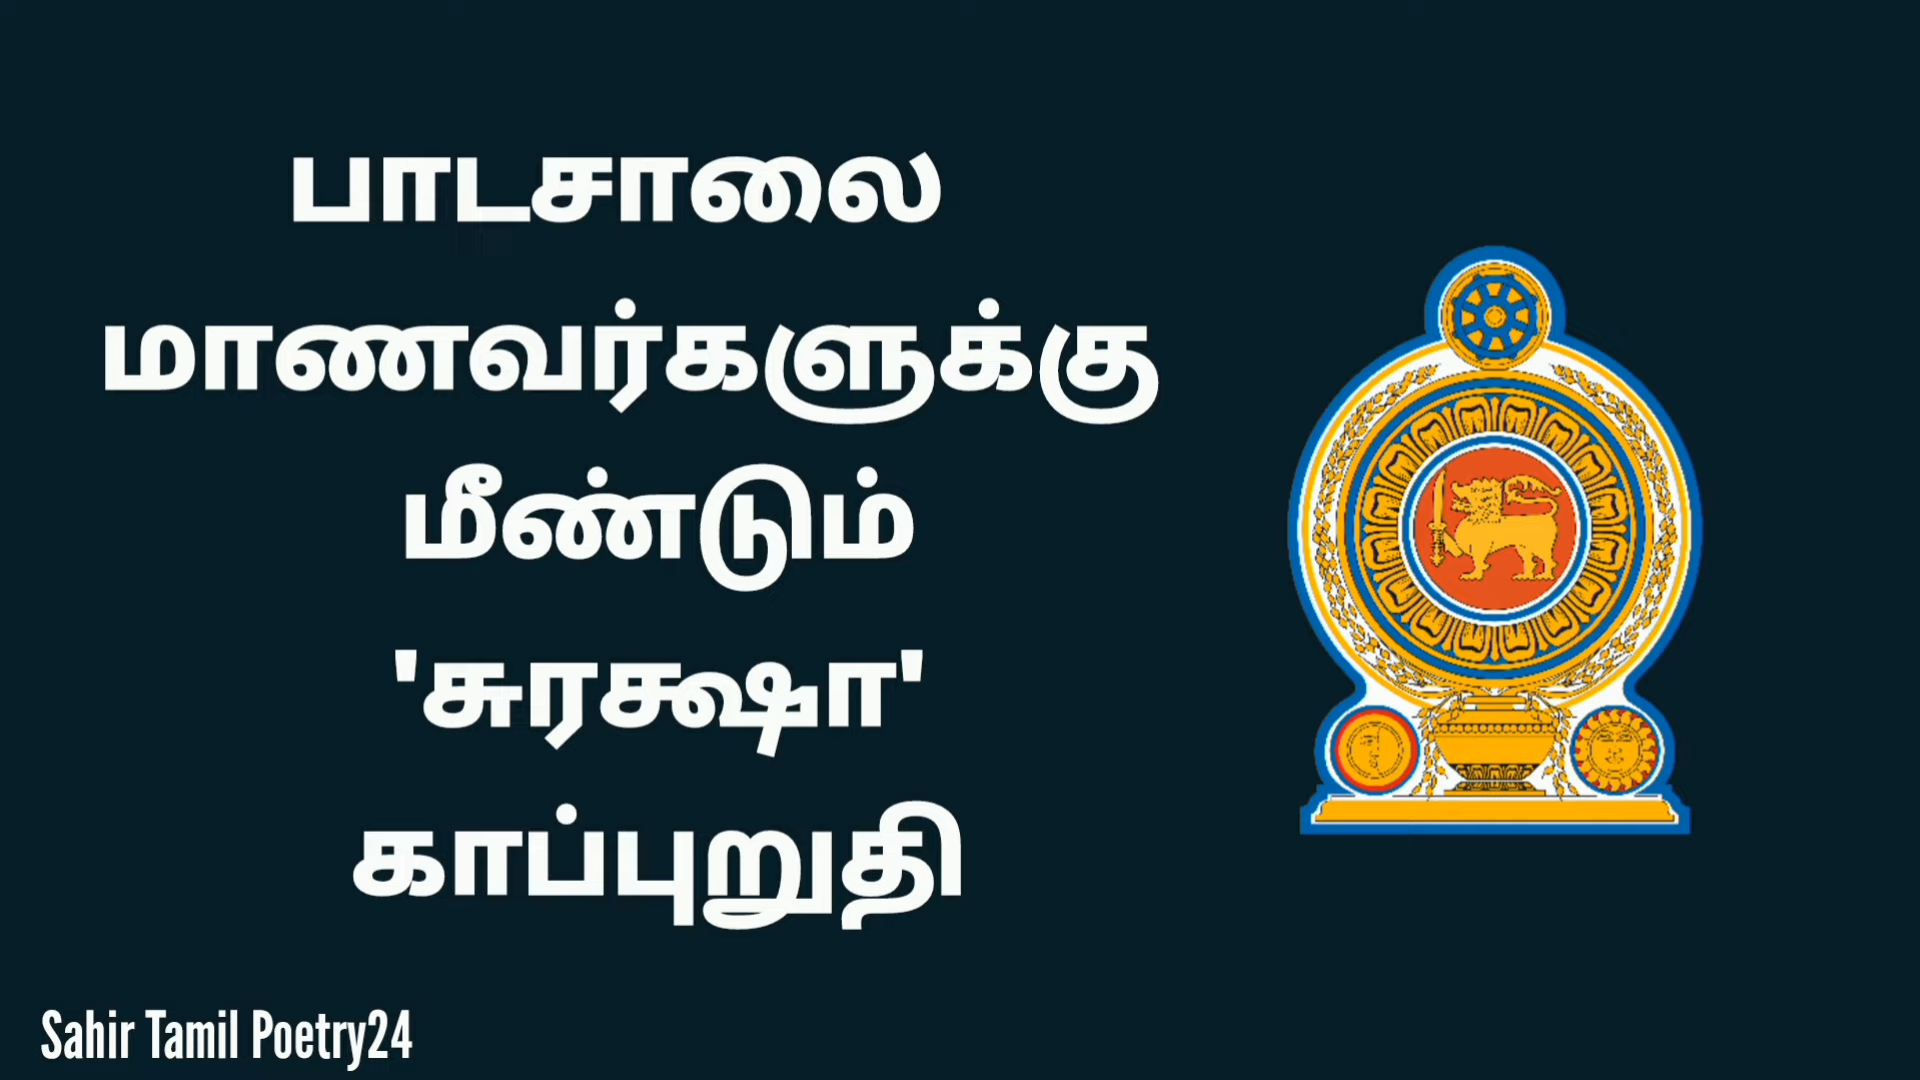 பாடசாலை
மாணவர்களுக்கு
மீண்டும்
'சுரக்ஷா'
காப்புறுதி
Sahir Tamil Poetry24